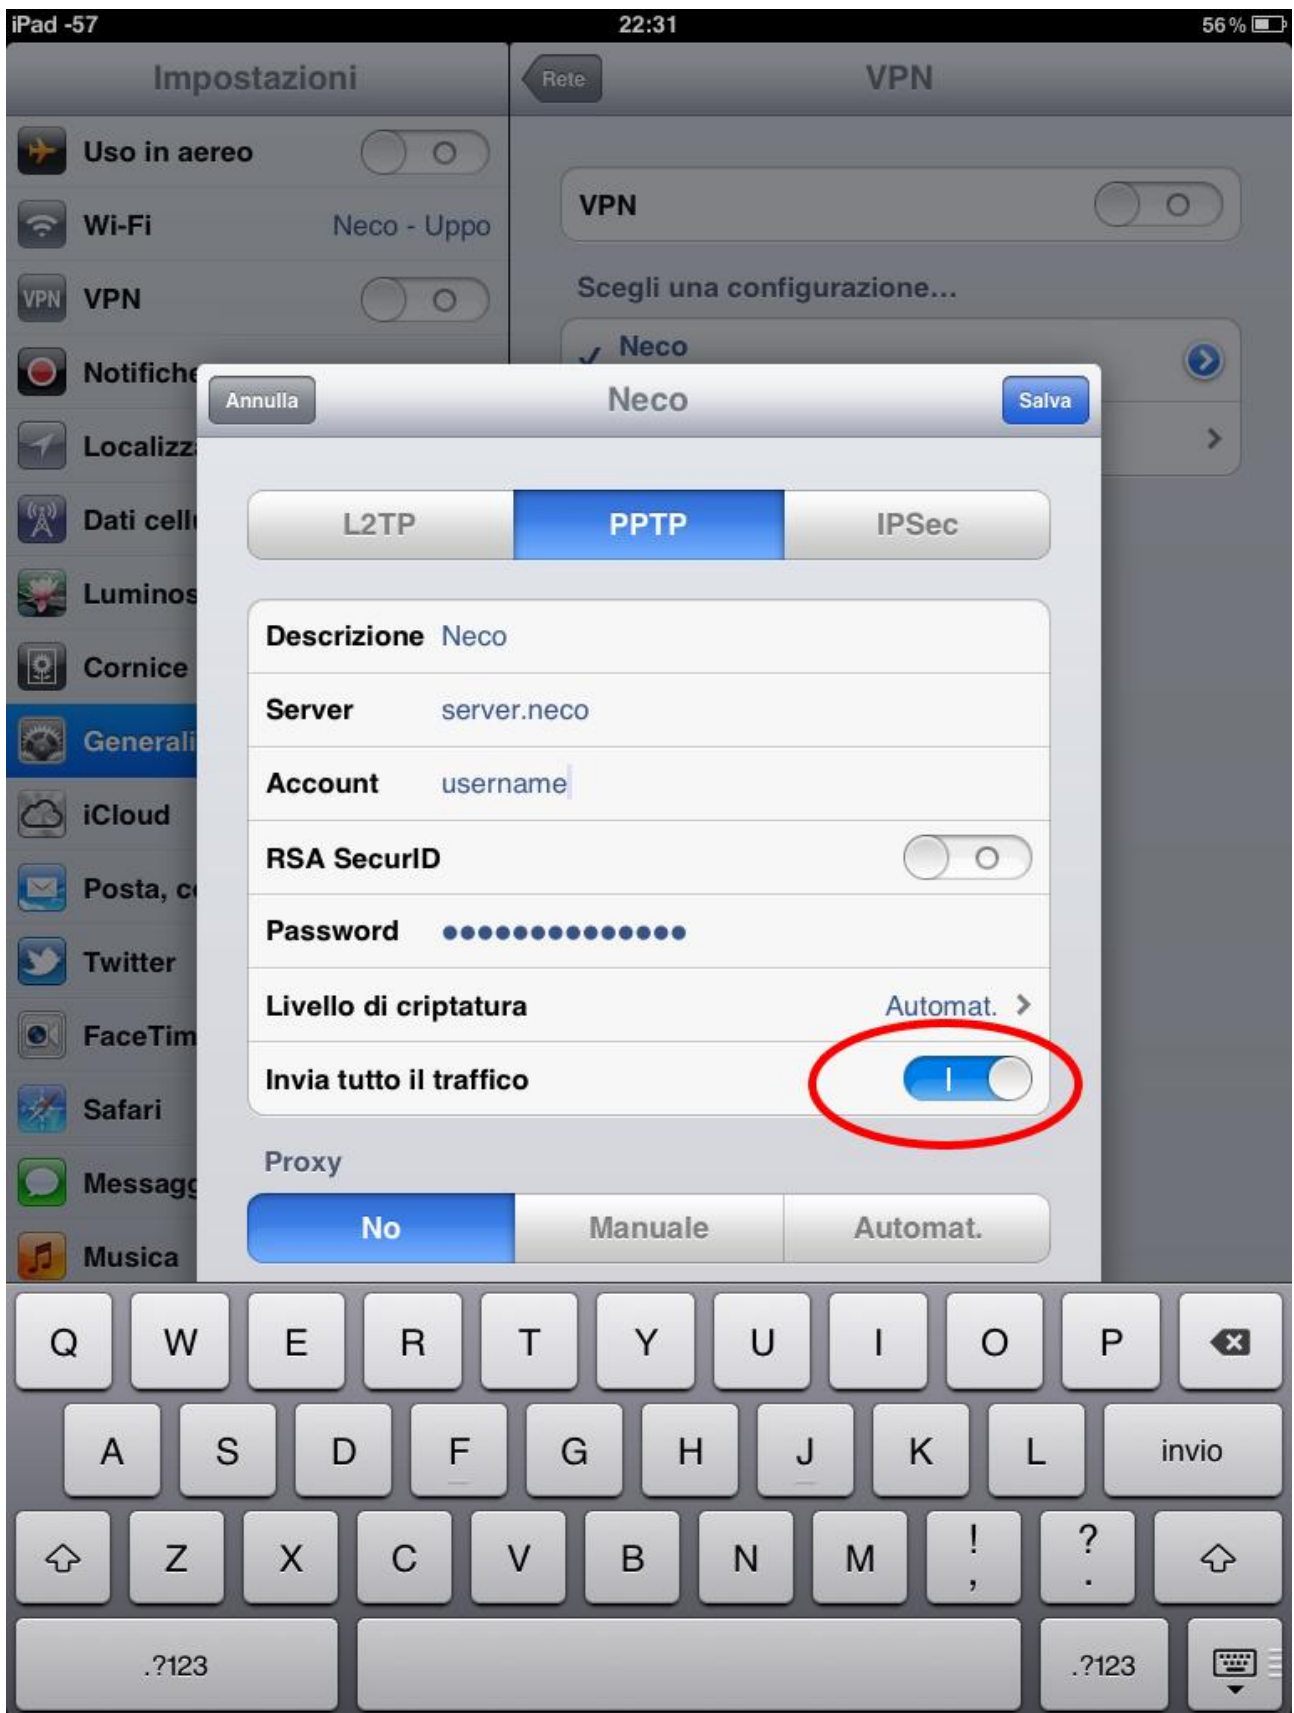 iPad -57 22:31 56%
Impostazioni
Rete VPN
Uso in aereo
Wi-Fi Neco - Uppo
VPN VPN
Notifiche
Localizz
Dati cell
Luminos
Cornice
Generali
iCloud
Posta, c
Twitter
FaceTim
Safari
Messagg
Musica
VPN
Scegli una configurazione...
Neco
Annulla Neco Salva
L2TP PPTP IPSec
Descrizione Neco
Server server.neco
Account username
RSA SecurID
Password ●●●●●●●●●●●●●●
Livello di criptatura Automat.
Invia tutto il traffico
Proxy
No Manuale Automat.
Q W E R T Y U I O P
A S D F G H J K L invio
Z X C V B N M ! , ? .
.?123 .?123